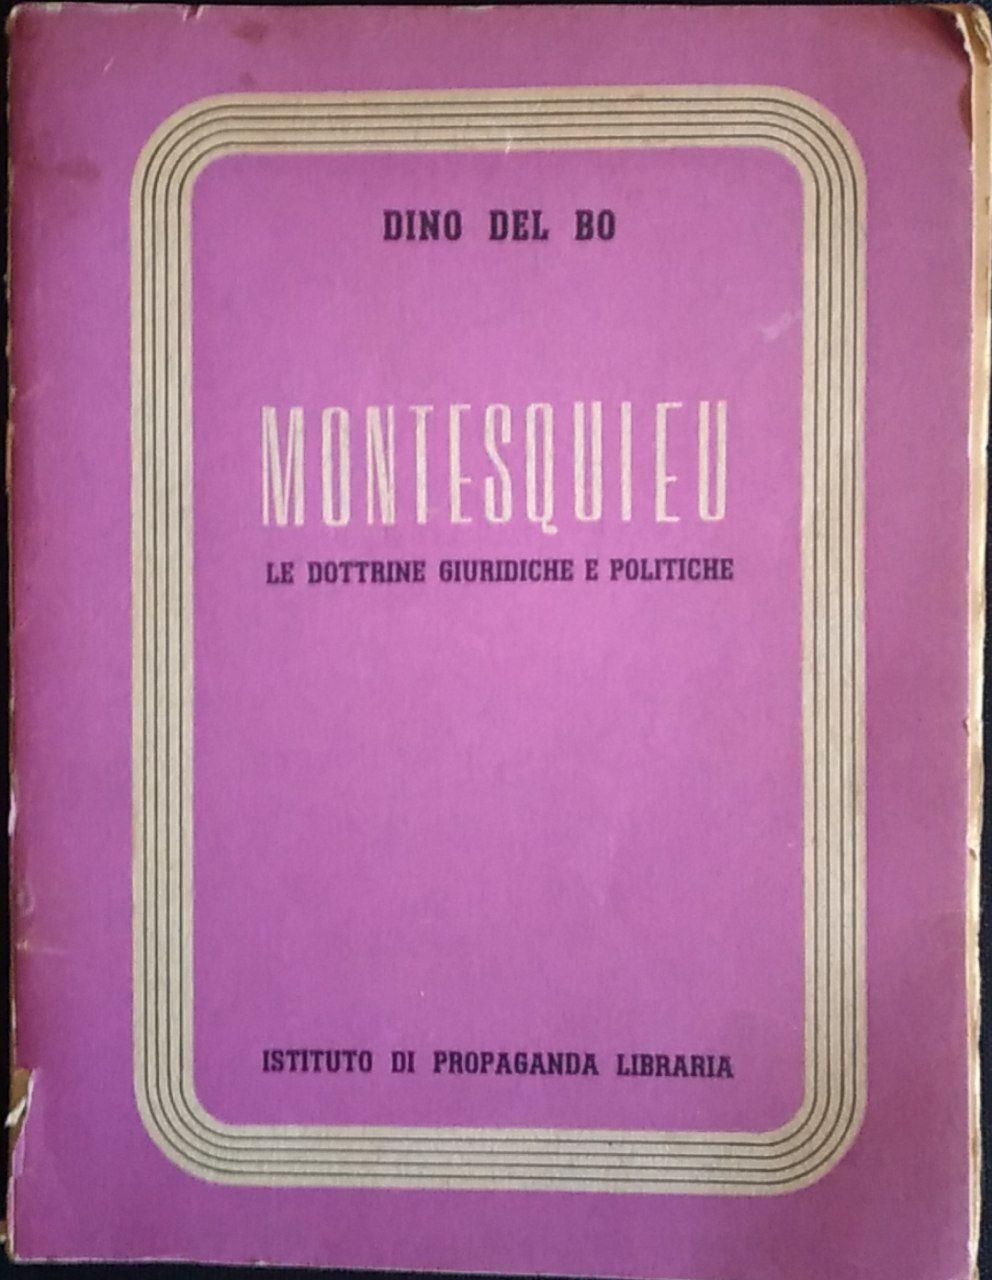 DINO DEL BO
MONTESQUIEU
LE DOTTRINE GIURIDICHE E POLITICHE
ISTITUTO DI PROPAGANDA LIBRARIA